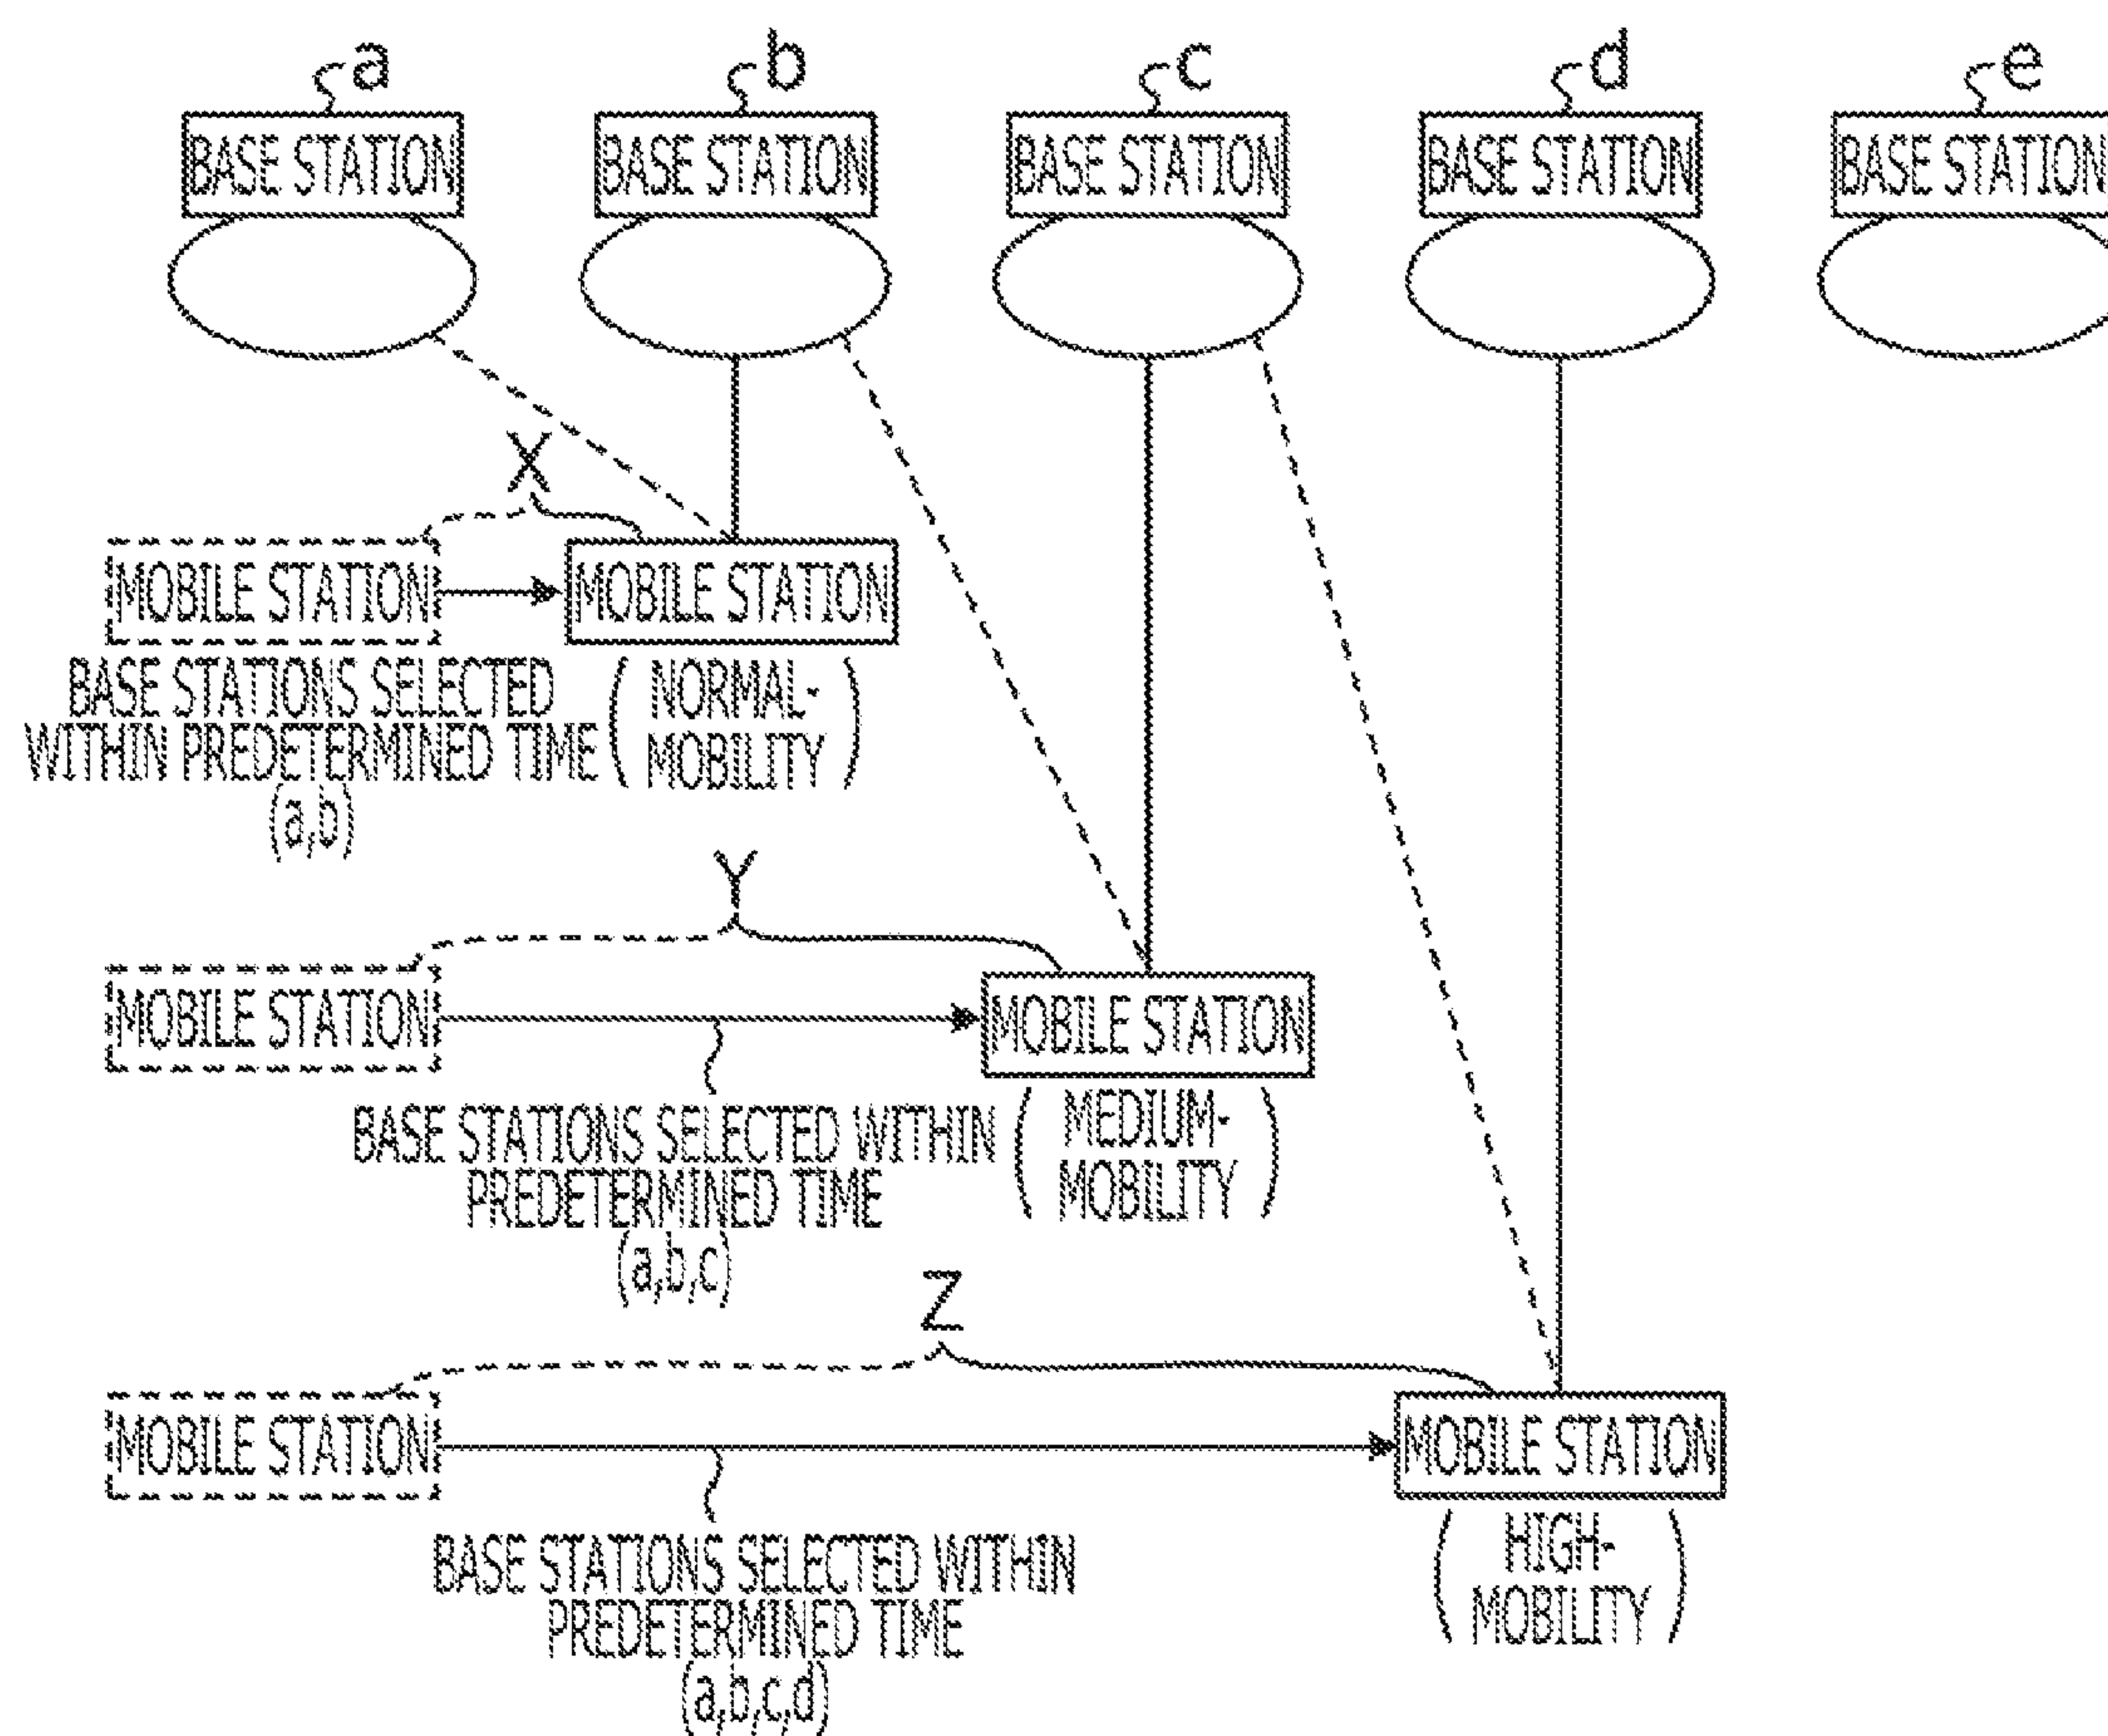 a
b
c
d
e
BASE STATION
BASE STATION
BASE STATION
BASE STATION
BASE STATION
X
MOBILE STATION
MOBILE STATION
BASE STATIONS SELECTED
WITHIN PREDETERMINED TIME
(a,b)
( NORMAL-
MOBILITY )
Y
MOBILE STATION
MOBILE STATION
BASE STATIONS SELECTED WITHIN
PREDETERMINED TIME
(a,b,c)
( MEDIUM-
MOBILITY )
Z
MOBILE STATION
MOBILE STATION
BASE STATIONS SELECTED WITHIN
PREDETERMINED TIME
(a,b,c,d)
( HIGH-
MOBILITY )